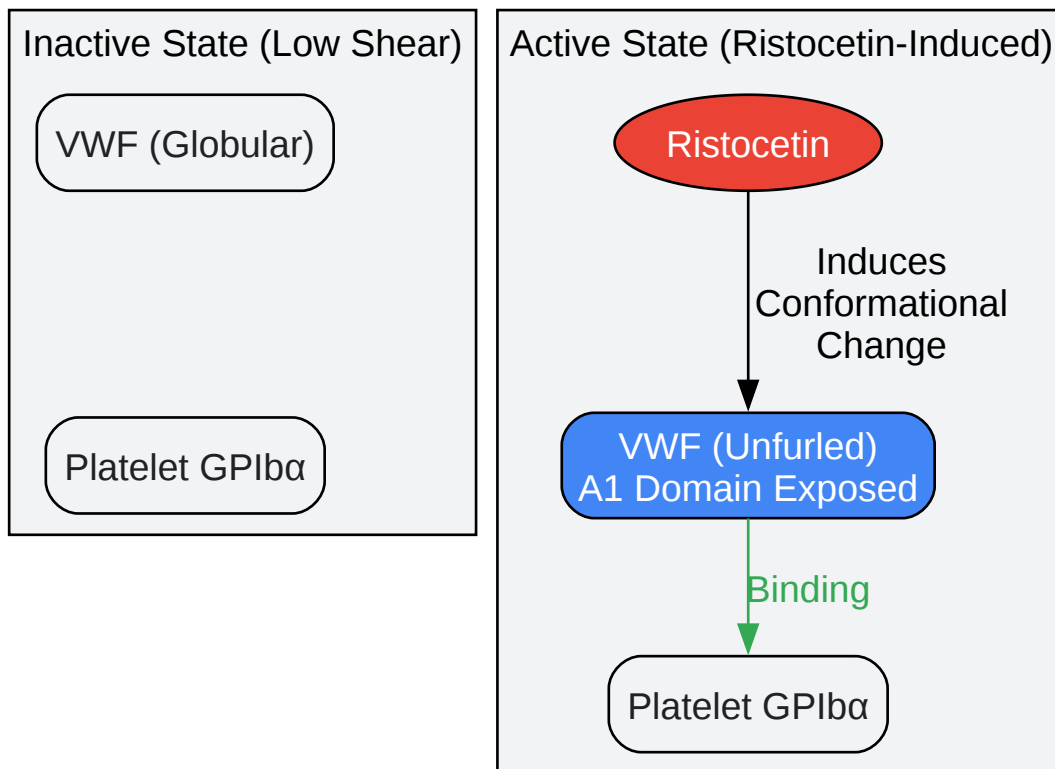 Inactive State (Low Shear)
VWF (Globular)
Platelet GPIbα
Active State (Ristocetin-Induced)
Ristocetin
Induces
Conformational
Change
VWF (Unfurled)
A1 Domain Exposed
Binding
Platelet GPIbα